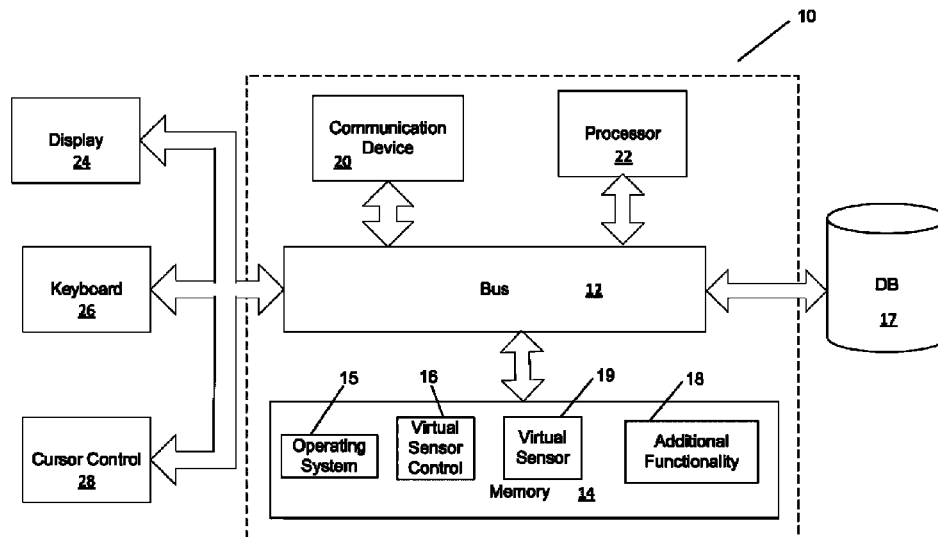 10
Display
24
Communication
Device
20
Processor
22
Keyboard
26
Bus 12
DB
17
15
16
19
18
Operating
System
Virtual
Sensor
Control
Virtual
Sensor
Additional
Functionality
Memory 14
Cursor Control
28